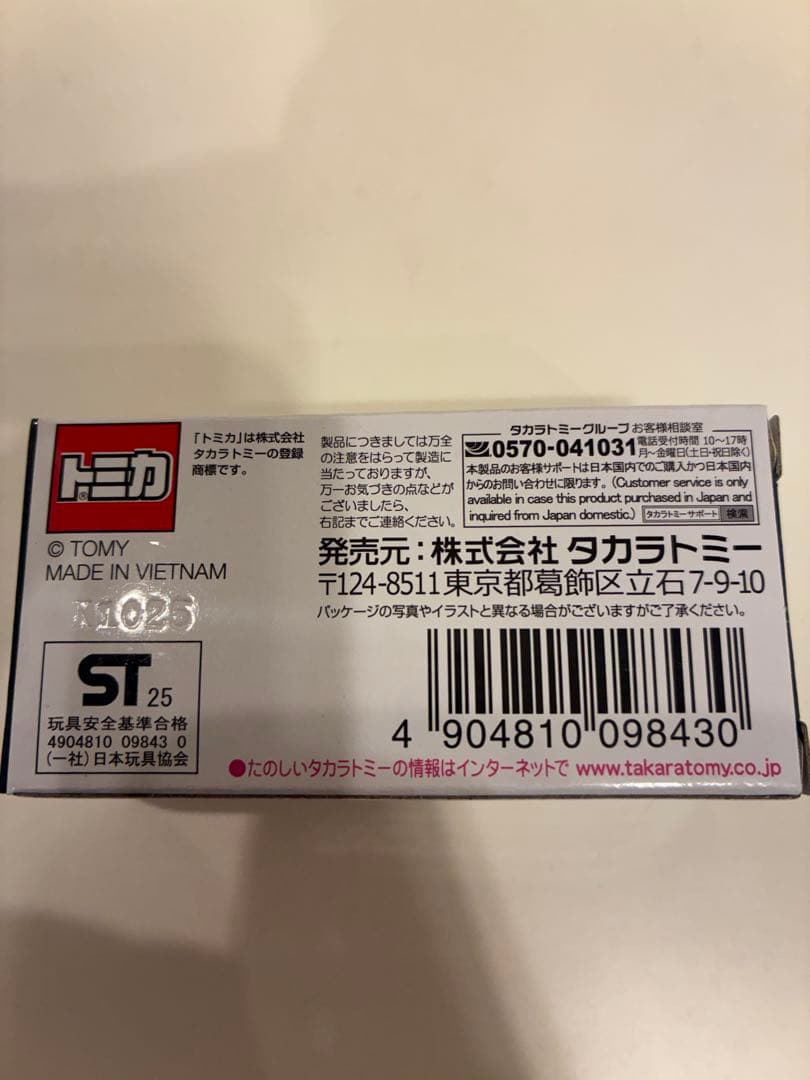 トミカ®
「トミカ」は株式会社
タカラトミーの登録
商標です。
製品につきましては万全
の注意をはらって製造に
当たっておりますが、
万一お気づきの点などが
ございましたら、
右記までご連絡ください。
タカラトミーグループ お客様相談室
0570-041031 電話受付時間 10〜17時
月〜金曜日(土日・祝日除く)
本製品のお客様サポートは日本国内でのご購入かつ日本国内
からのお問い合わせに限ります。(Customer service is only
available in case this product purchased in Japan and
inquired from Japan domestic.) タカラトミーサポート 検索
© TOMY
MADE IN VIETNAM
発売元：株式会社 タカラトミー
〒124-8511 東京都葛飾区立石7-9-10
パッケージの写真やイラストと異なる場合がございますがご了承ください。
ST 25
玩具安全基準合格
4904810 09843 0
(一社)日本玩具協会
4 904810 098430
●たのしいタカラトミーの情報はインターネットで www.takaratomy.co.jp